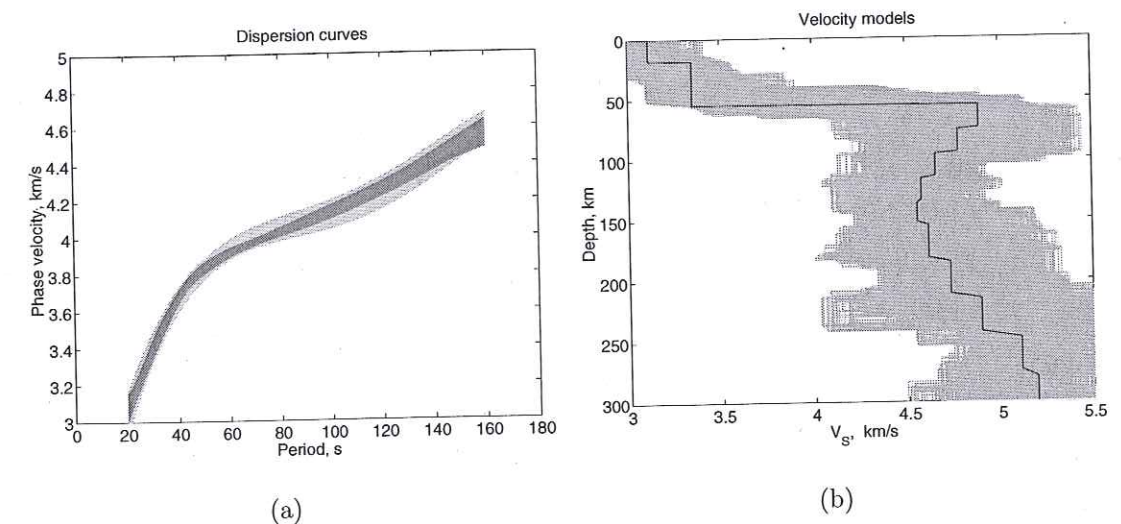 Dispersion curves
5
4.8
4.6
4.4
4.2
4
3.8
3.6
3.4
3.2
3
Phase velocity, km/s
0 20 40 60 80 100 120 140 160 180
Period, s
(a)
Velocity models
0
50
100
150
200
250
300
Depth, km
3 3.5 4 4.5 5 5.5
V_S, km/s
(b)